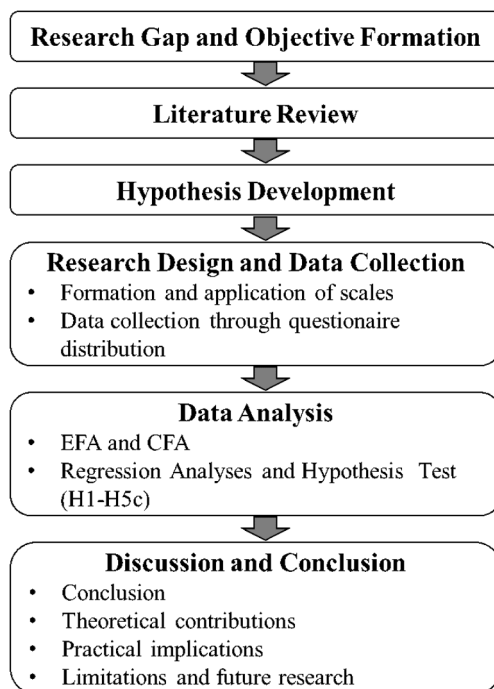 Research Gap and Objective Formation
Literature Review
Hypothesis Development
Research Design and Data Collection
• Formation and application of scales
• Data collection through questionaire
distribution
Data Analysis
• EFA and CFA
• Regression Analyses and Hypothesis Test
(H1-H5c)
Discussion and Conclusion
• Conclusion
• Theoretical contributions
• Practical implications
• Limitations and future research